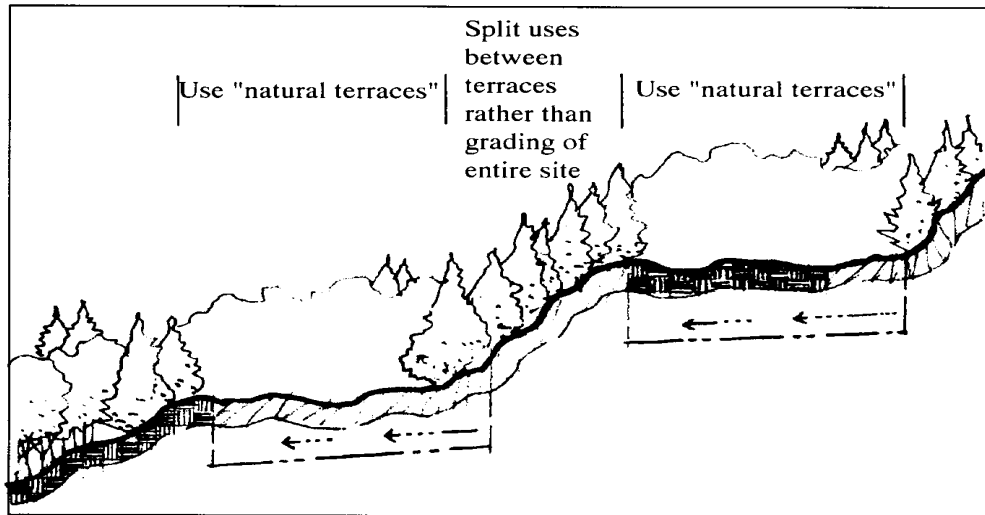 Use "natural terraces"
Split uses
between
terraces
rather than
grading of
entire site
Use "natural terraces"